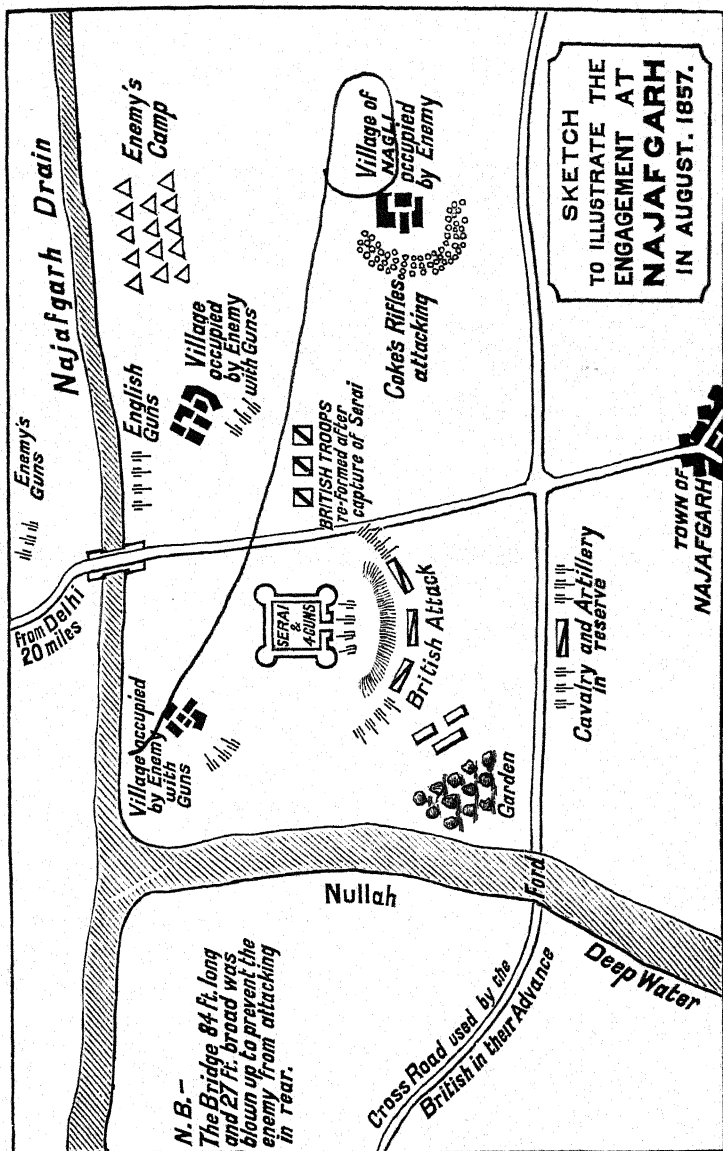 SKETCH
TO ILLUSTRATE THE
ENGAGEMENT AT
NAJAFGARH
IN AUGUST. 1857.
Najafgarh Drain
Enemy's
Camp
Village of
NAGLI
occupied
by Enemy
Coke's Rifles
attacking
Enemy's
Guns
English
Guns
Village
occupied
by Enemy
with Guns
BRITISH TROOPS
re-formed after
capture of Serai
From Delhi
20 miles
SERAI
&
4 GUNS
British Attack
TOWN OF
NAJAFGARH
Cavalry and Artillery
in reserve
Village occupied
by Enemy
with
Guns
Garden
Nullah
Ford
Deep Water
Cross Road used by the
British in their Advance
N.B.-
The Bridge 84 ft. long
and 27 ft. broad was
blown up to prevent the
enemy from attacking
in rear.